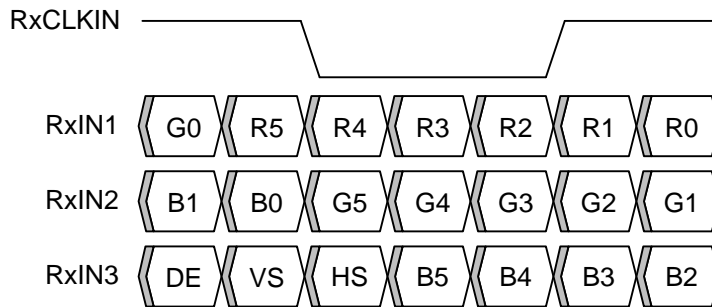 RxCLKIN
RxIN1 G0 R5 R4 R3 R2 R1 R0
RxIN2 B1 B0 G5 G4 G3 G2 G1
RxIN3 DE VS HS B5 B4 B3 B2